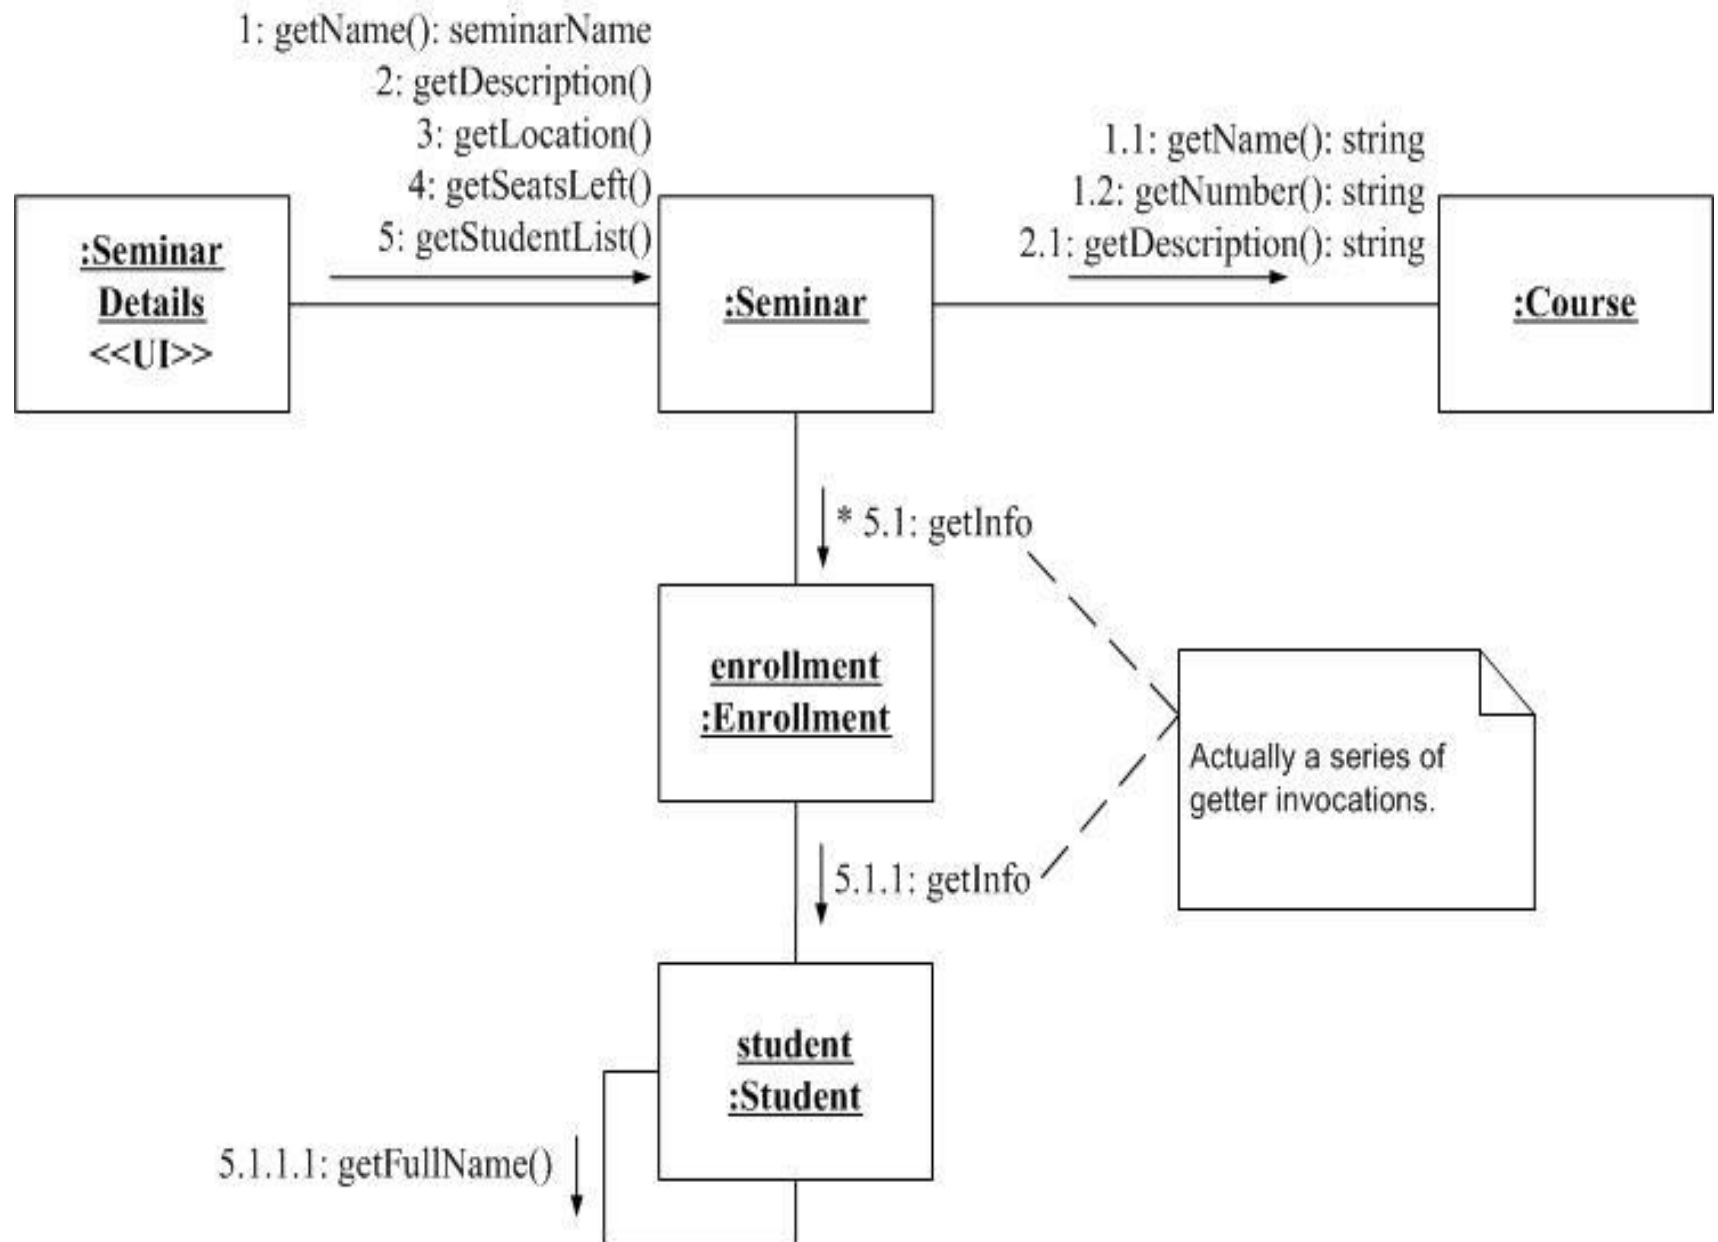 1: getName(): seminarName
2: getDescription()
3: getLocation()
4: getSeatsLeft()
5: getStudentList()
1.1: getName(): string
1.2: getNumber(): string
2.1: getDescription(): string
:Seminar
Details
<<UI>>
:Seminar
:Course
* 5.1: getInfo
enrollment
:Enrollment
Actually a series of
getter invocations.
5.1.1: getInfo
student
:Student
5.1.1.1: getFullName()